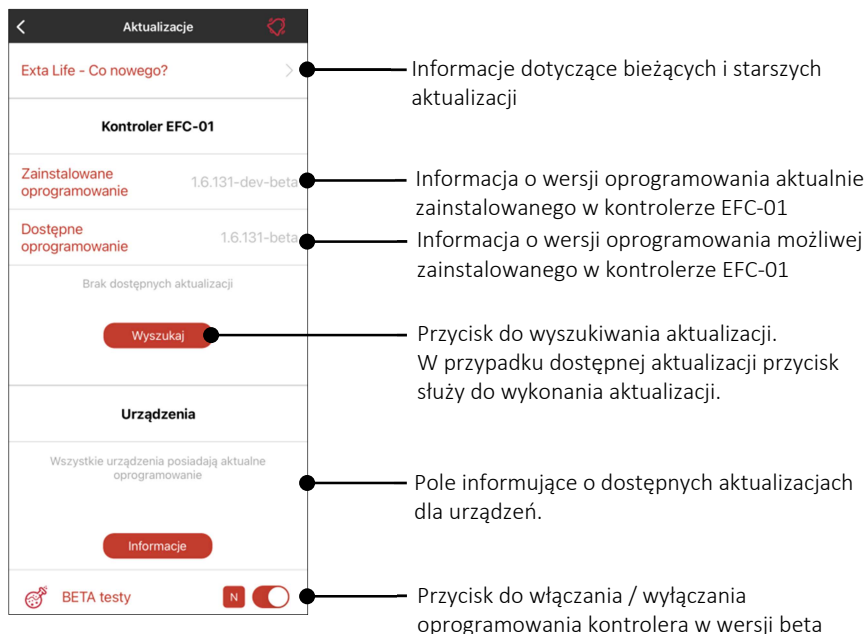 Aktualizacje
Exta Life - Co nowego?
Informacje dotyczące bieżących i starszych
aktualizacji
Kontroler EFC-01
Zainstalowane
oprogramowanie
1.6.131-dev-beta
Informacja o wersji oprogramowania aktualnie
zainstalowanego w kontrolerze EFC-01
Dostępne
oprogramowanie
1.6.131-beta
Informacja o wersji oprogramowania możliwej
zainstalowanego w kontrolerze EFC-01
Brak dostępnych aktualizacji
Wyszukaj
Przycisk do wyszukiwania aktualizacji.
W przypadku dostępnej aktualizacji przycisk
służy do wykonania aktualizacji.
Urządzenia
Wszystkie urządzenia posiadają aktualne
oprogramowanie
Pole informujące o dostępnych aktualizacjach
dla urządzeń.
Informacje
BETA testy
N
Przycisk do włączania / wyłączania
oprogramowania kontrolera w wersji beta